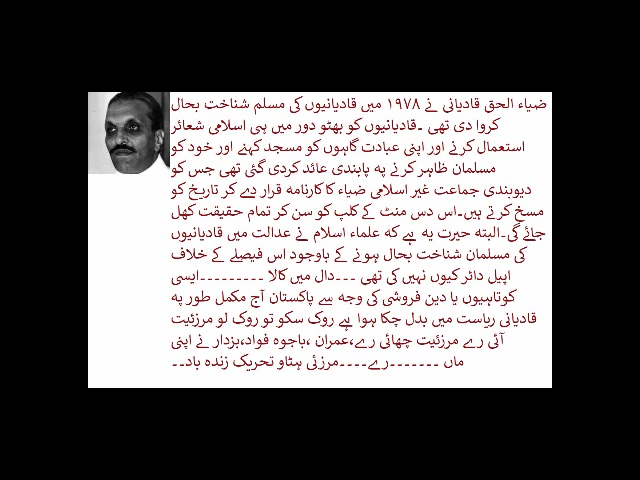 ضیاء الحق قادیانی نے ۱۹۷۸ میں قادیانیوں کی مسلم شناخت بحال
کروا دی تھی ۔قادیانیوں کو بھٹو دور میں ہی اسلامی شعائر
استعمال کرنے اور اپنی عبادت گاہوں کو مسجد کہنے اور خود کو
مسلمان ظاہر کرنے پہ پابندی عائد کردی گئی تھی جس کو
دیوبندی جماعت غیر اسلامی ضیاء کا کارنامہ قرار دے کر تاریخ کو
مسخ کرتے ہیں۔اس دس منٹ کے کلپ کو سن کر تمام حقیقت کھل
جائے گی۔البتہ حیرت یہ ہے کہ علماء اسلام نے عدالت میں قادیانیوں
کی مسلمان شناخت بحال ہونے کے باوجود اس فیصلے کے خلاف
اپیل دائر کیوں نہیں کی تھی ۔۔۔دال میں کالا ۔۔۔۔۔۔۔۔۔ایسی
کوتاہیوں یا دین فروشی کی وجہ سے پاکستان آج مکمل طور پہ
قادیانی ریاست میں بدل چکا ہوا ہے روک سکو تو روک لو مرزئیت
آئی رے مرزئیت چھائی رے،عمران ،باجوہ فواد،بزدار نے اپنی
ماں ۔۔۔۔۔۔۔رے۔۔۔۔مرزئی ہٹاو تحریک زندہ باد۔۔